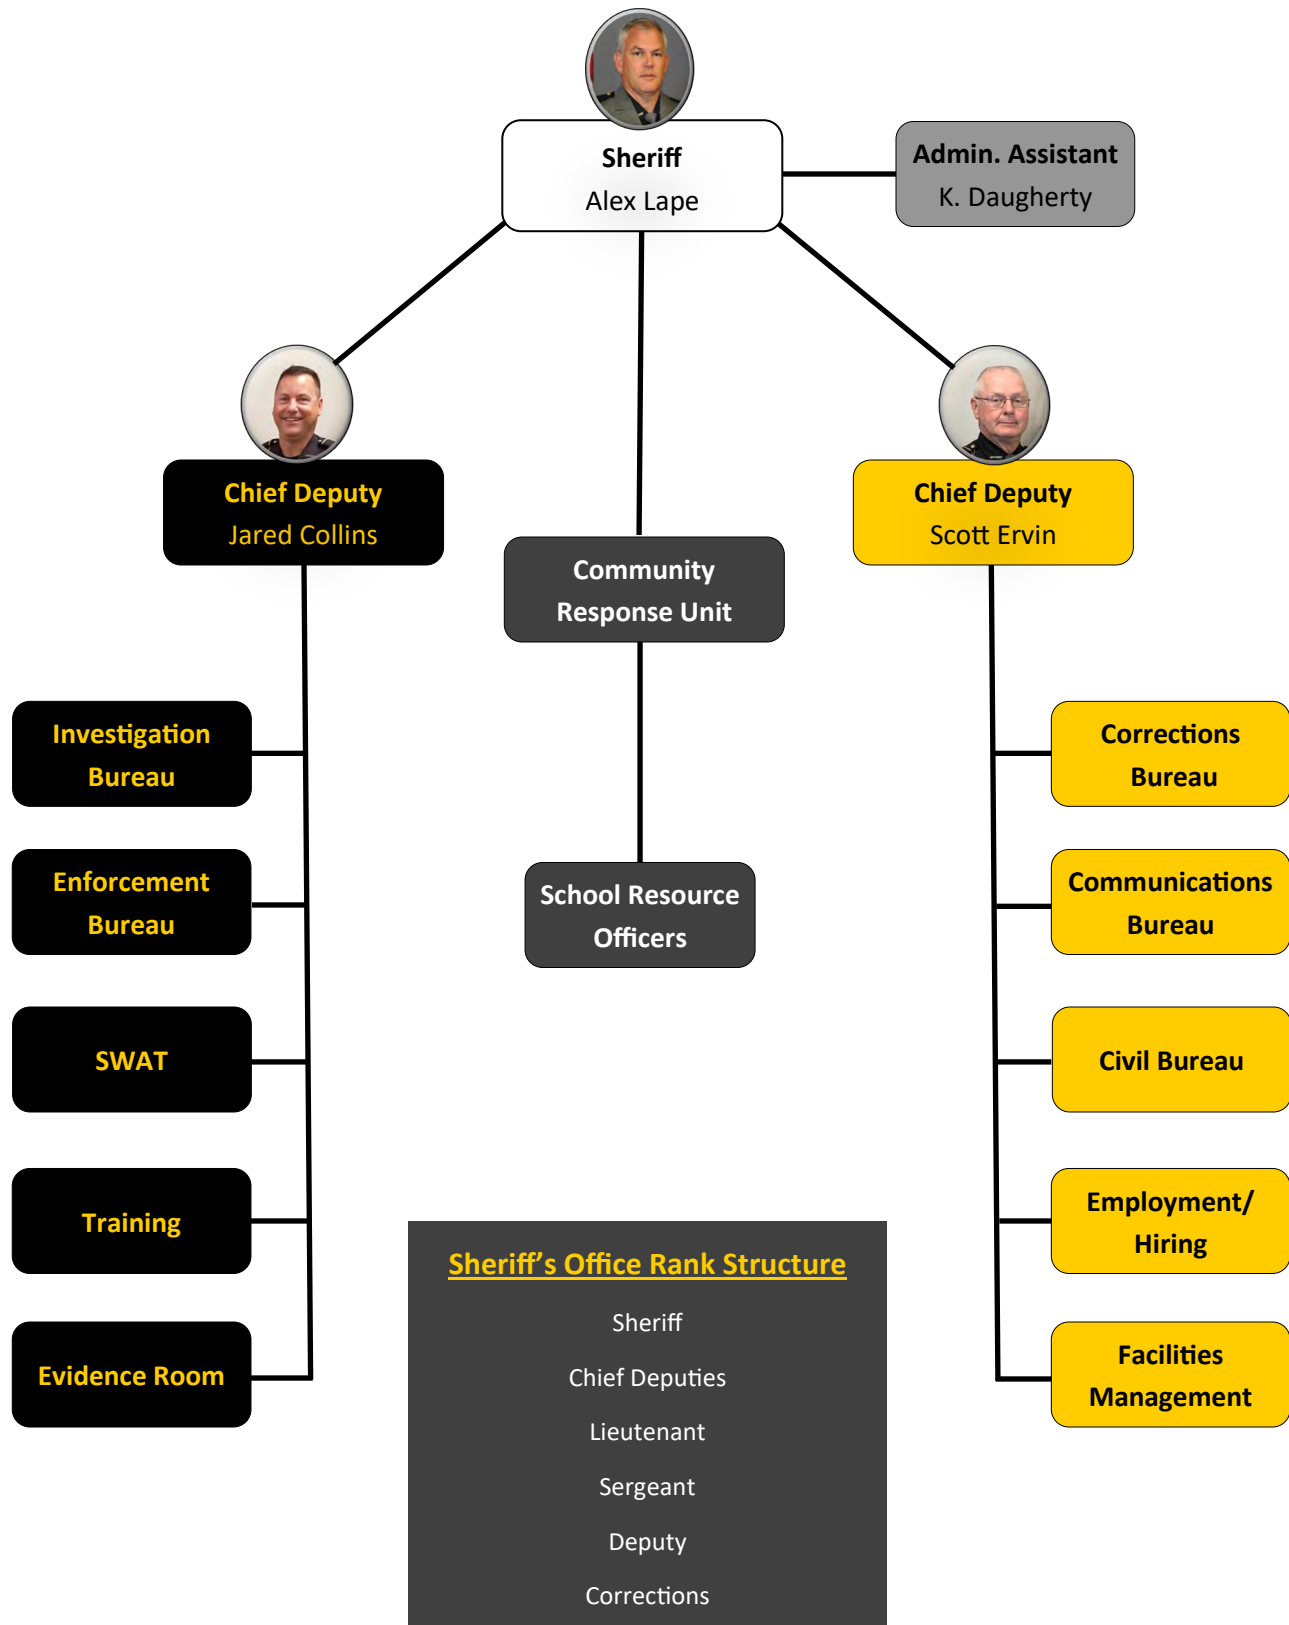 Sheriff
Alex Lape
Admin. Assistant
K. Daugherty
Chief Deputy
Jared Collins
Chief Deputy
Scott Ervin
Community
Response Unit
School Resource
Officers
Investigation
Bureau
Enforcement
Bureau
SWAT
Training
Evidence Room
Corrections
Bureau
Communications
Bureau
Civil Bureau
Employment/
Hiring
Facilities
Management
Sheriff’s Office Rank Structure
Sheriff
Chief Deputies
Lieutenant
Sergeant
Deputy
Corrections